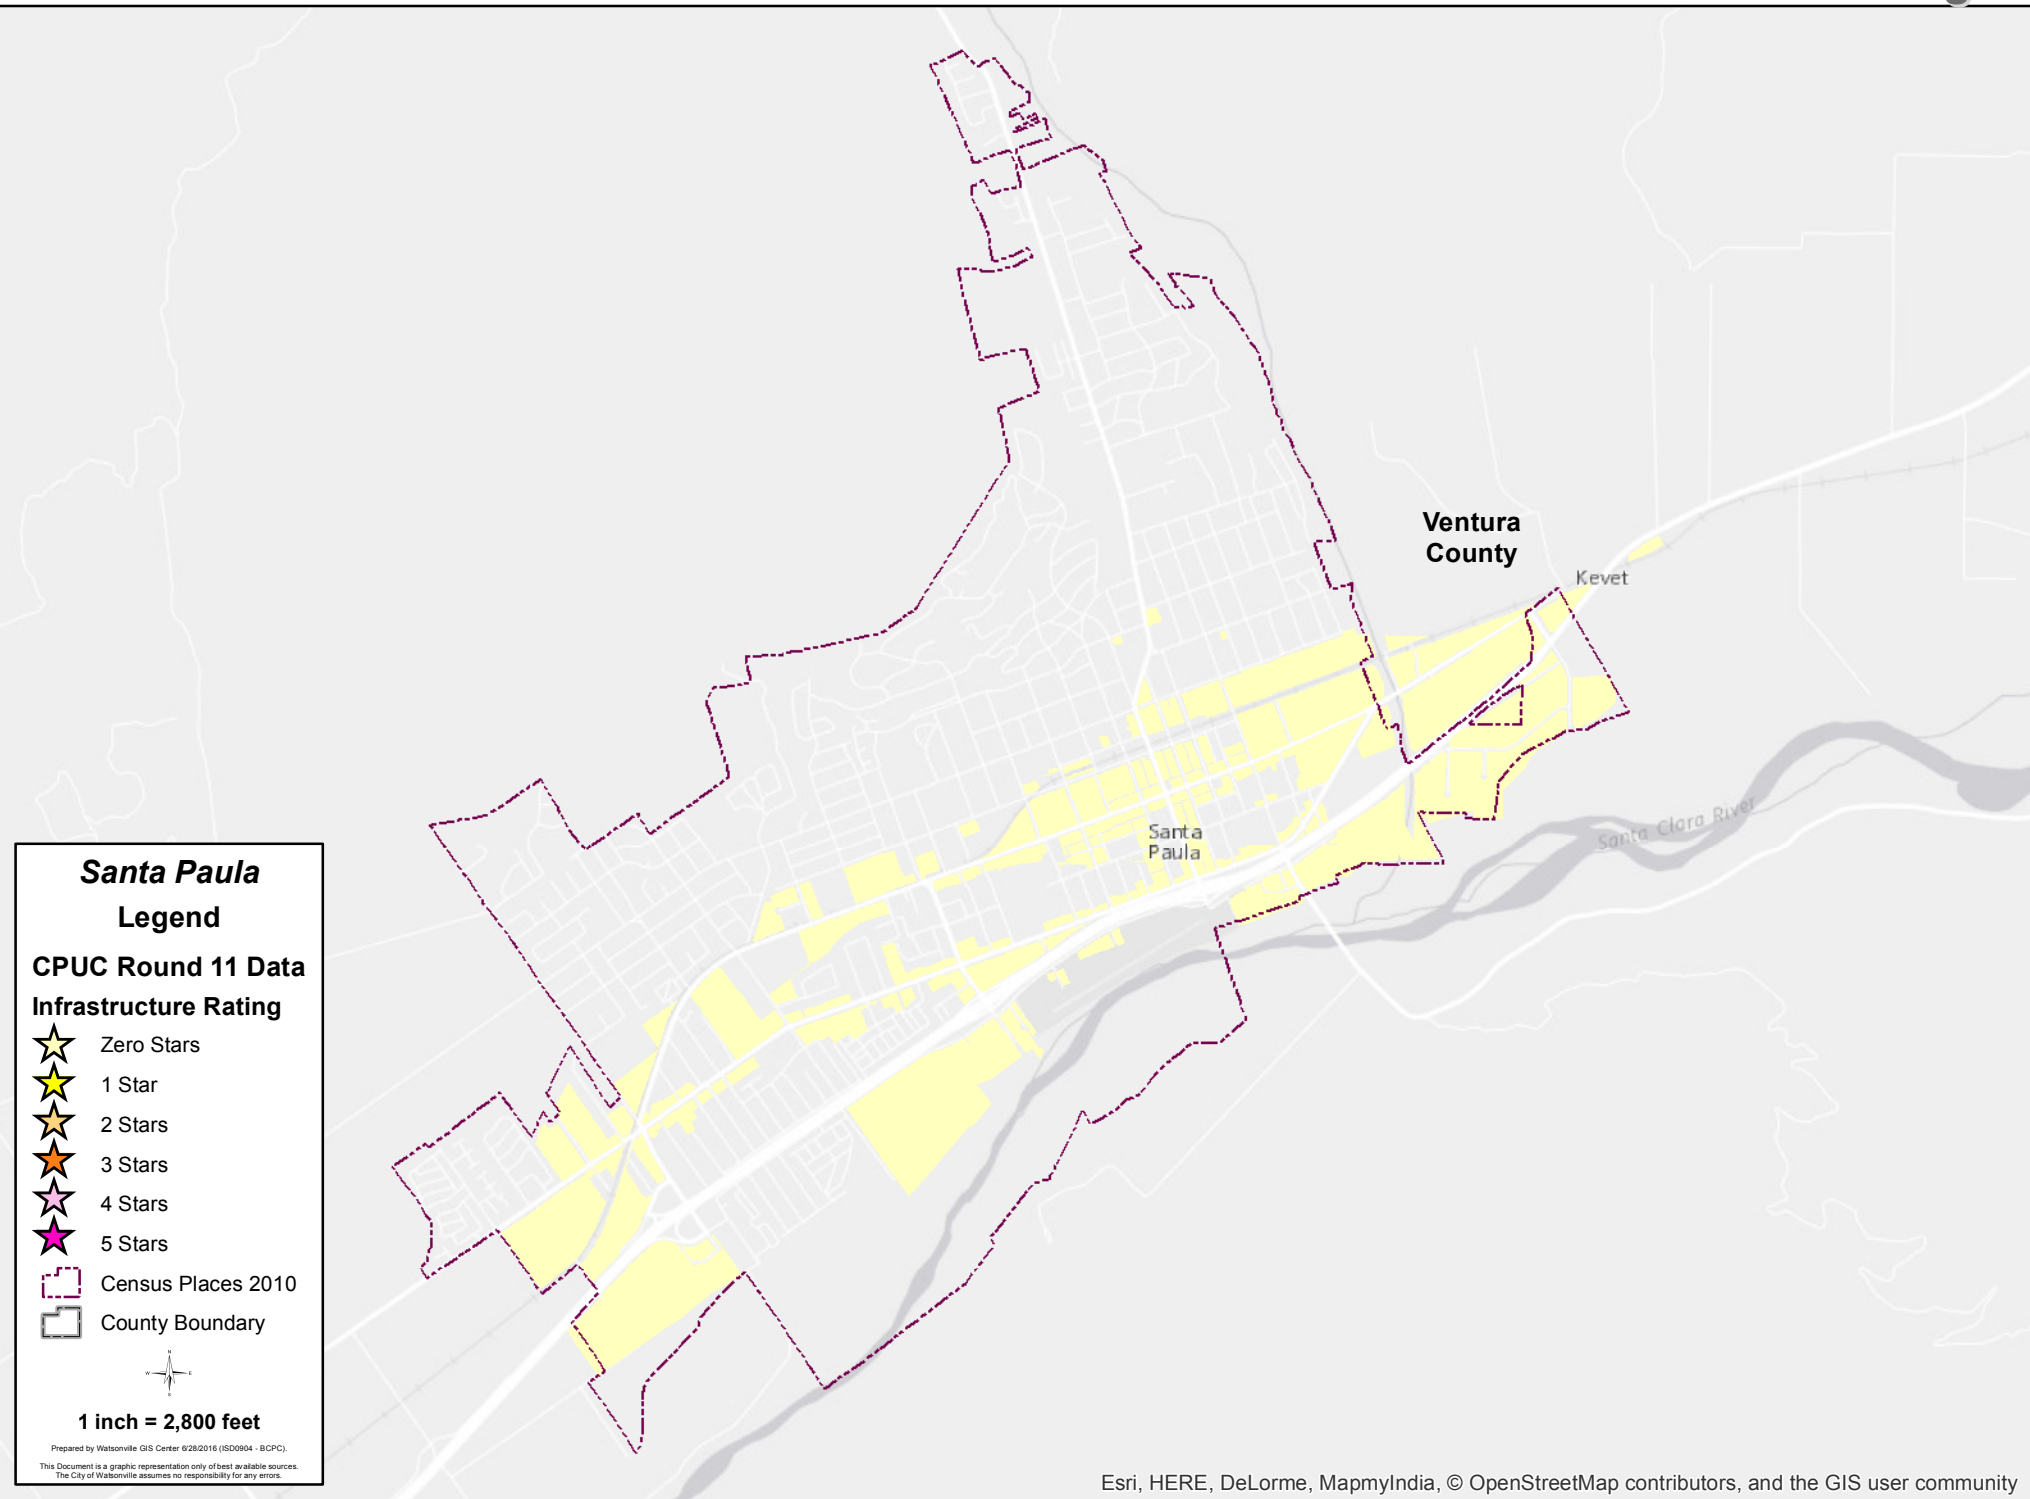 Ventura
County
Kevet
Santa
Paula
Santa Clara River
Santa Paula
Legend
CPUC Round 11 Data
Infrastructure Rating
Zero Stars
1 Star
2 Stars
3 Stars
4 Stars
5 Stars
Census Places 2010
County Boundary
N
W E
S
1 inch = 2,800 feet
Prepared by Watsonville GIS Center 6/28/2016 (ISD0904 - BCPC).
This Document is a graphic representation only of best available sources.
The City of Watsonville assumes no responsibility for any errors.
Esri, HERE, DeLorme, MapmyIndia, © OpenStreetMap contributors, and the GIS user community